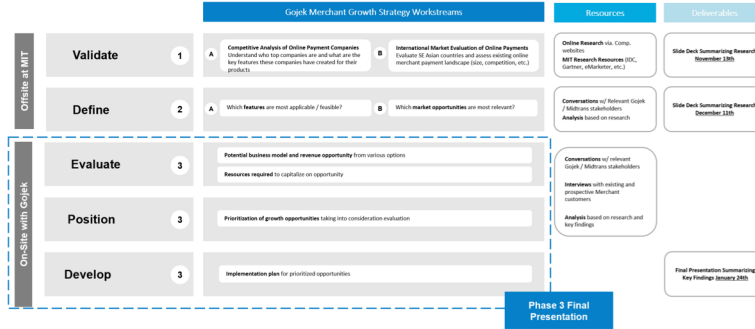 Gojek Merchant Growth Strategy Workstreams
Resources
Deliverables
Offsite at MIT
Validate
1
A
Competitive Analysis of Online Payment Companies
Understand who top companies are and what are the
key features these companies have created for their
products
B
International Market Evaluation of Online Payments
Evaluate SE Asian countries and assess existing online
merchant payment landscape (size, competition, etc.)
Online Research via. Comp.
websites
MIT Research Resources (IDC,
Gartner, eMarketer, etc.)
Slide Deck Summarizing Research
November 13th
Define
2
A
Which features are most applicable / feasible?
B
Which market opportunities are most relevant?
Conversations w/ Relevant Gojek
/ Midtrans stakeholders
Analysis based on research
Slide Deck Summarizing Research
December 11th
On-Site with Gojek
Evaluate
3
Potential business model and revenue opportunity from various options
Resources required to capitalize on opportunity
Conversations w/ relevant
Gojek / Midtrans stakeholders
Interviews with existing and
prospective Merchant
customers
Analysis based on research and
key findings
Position
3
Prioritization of growth opportunities taking into consideration evaluation
Develop
3
Implementation plan for prioritized opportunities
Final Presentation Summarizing
Key Findings January 24th
Phase 3 Final
Presentation